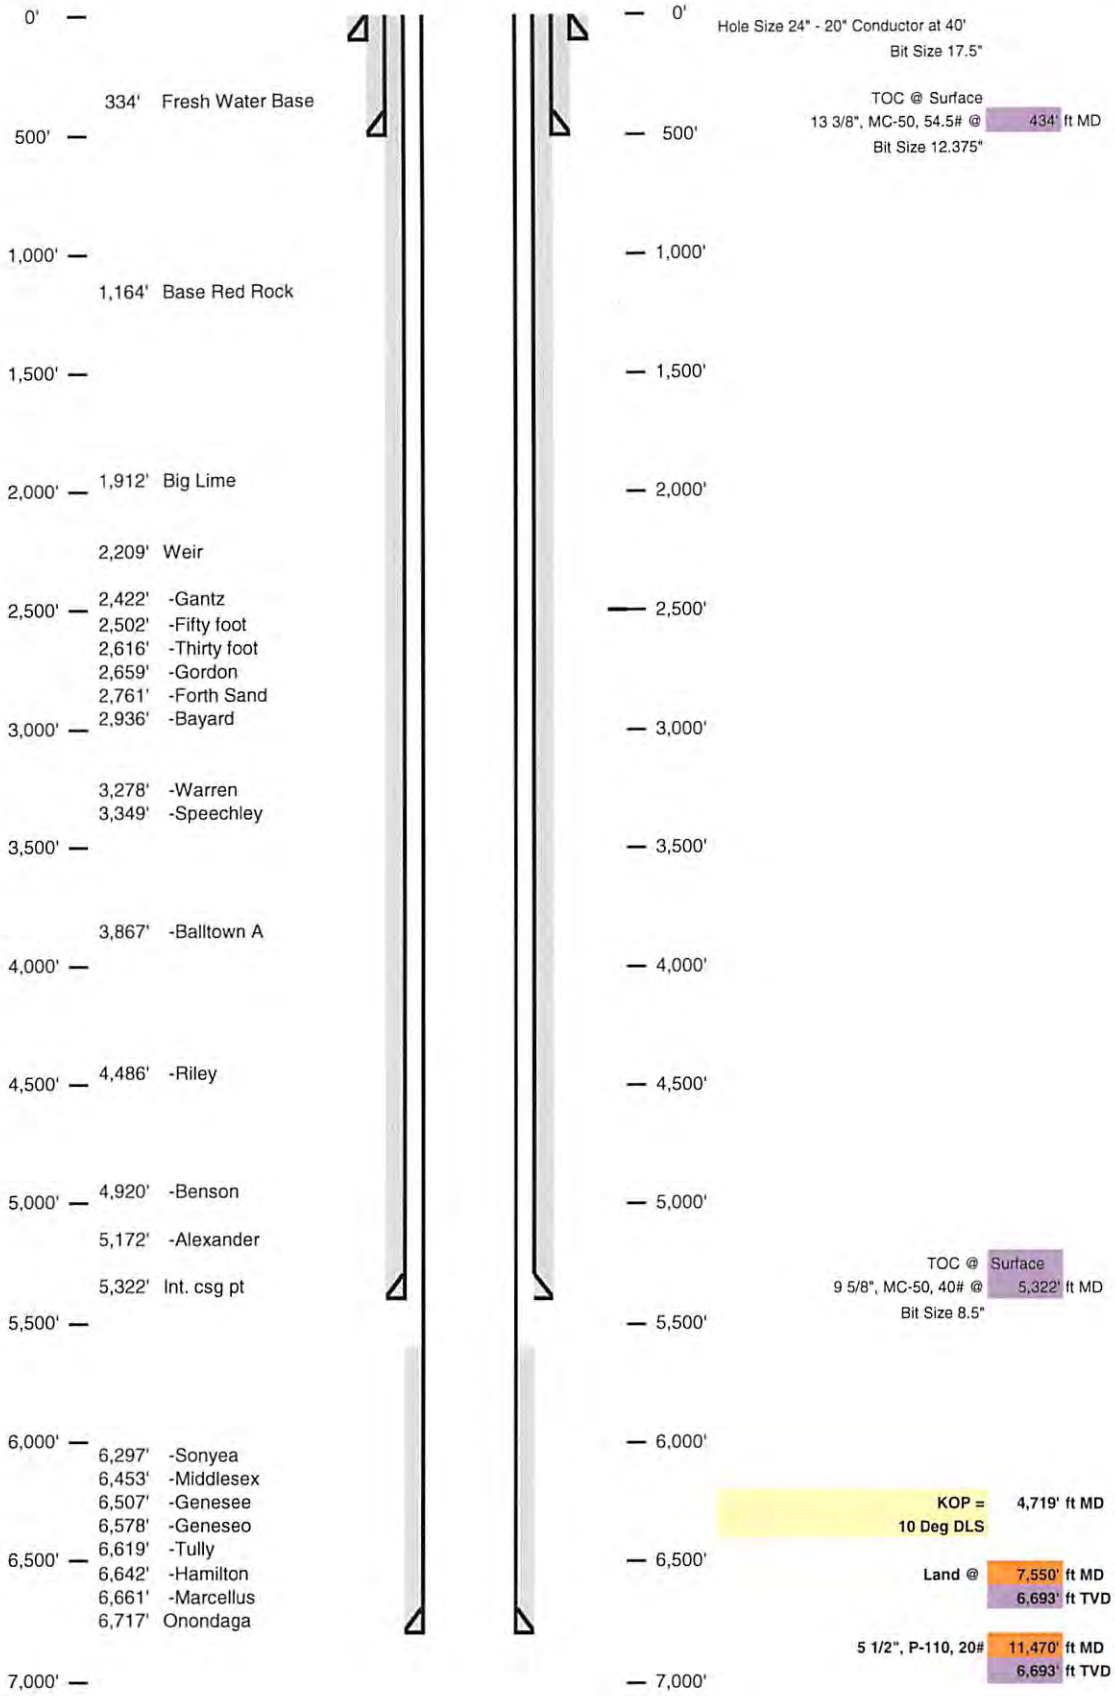 0' — — 0'
Hole Size 24" - 20" Conductor at 40'
Bit Size 17.5"
334' Fresh Water Base
TOC @ Surface
13 3/8", MC-50, 54.5# @ 434' ft MD
500' — — 500'
Bit Size 12.375"
1,000' — — 1,000'
1,164' Base Red Rock
1,500' — — 1,500'
1,912' Big Lime
2,000' — — 2,000'
2,209' Weir
2,422' -Gantz
2,500' — — 2,500'
2,502' -Fifty foot
2,616' -Thirty foot
2,659' -Gordon
2,761' -Forth Sand
2,936' -Bayard
3,000' — — 3,000'
3,278' -Warren
3,349' -Speechley
3,500' — — 3,500'
3,867' -Balltown A
4,000' — — 4,000'
4,486' -Riley
4,500' — — 4,500'
4,920' -Benson
5,000' — — 5,000'
5,172' -Alexander
TOC @ Surface
5,322' Int. csg pt
9 5/8", MC-50, 40# @ 5,322' ft MD
Bit Size 8.5"
5,500' — — 5,500'
6,000' — — 6,000'
6,297' -Sonyea
6,453' -Middlesex
6,507' -Genesee
KOP = 4,719' ft MD
6,578' -Geneseo
10 Deg DLS
6,619' -Tully
6,500' — — 6,500'
6,642' -Hamilton
Land @ 7,550' ft MD
6,661' -Marcellus
6,693' ft TVD
6,717' Onondaga
5 1/2", P-110, 20# 11,470' ft MD
6,693' ft TVD
7,000' — — 7,000'